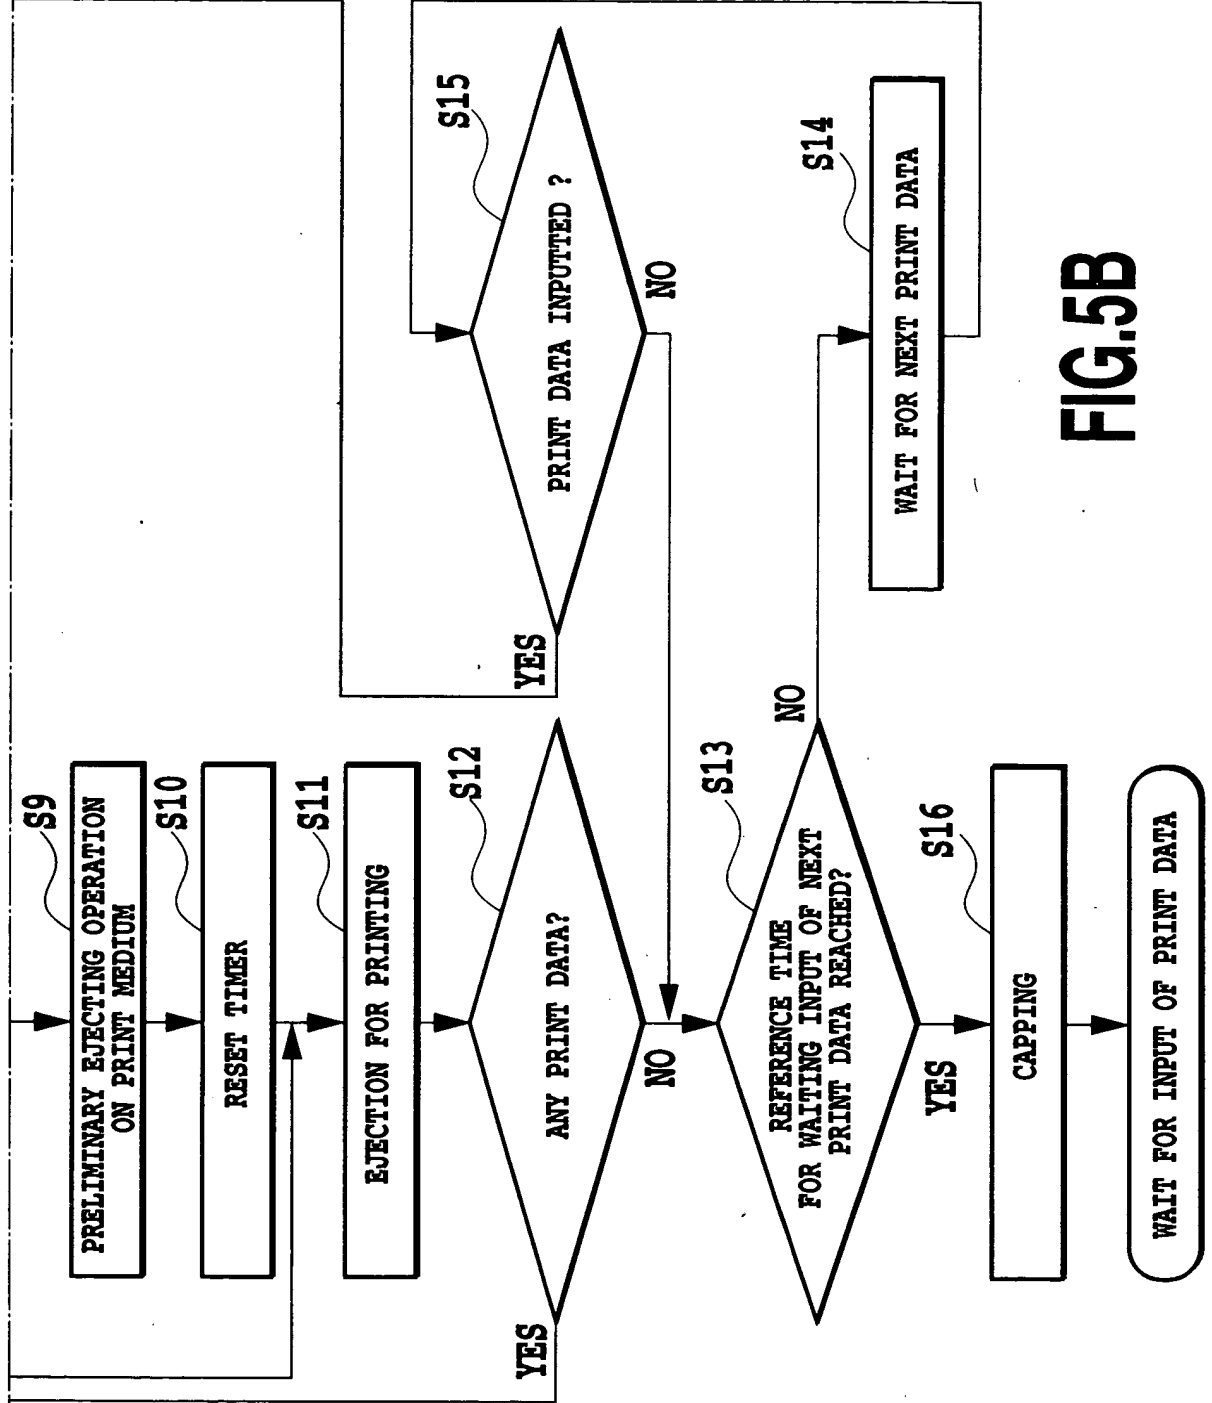 S9
PRELIMINARY EJECTING OPERATION
ON PRINT MEDIUM
S10
RESET TIMER
S11
EJECTION FOR PRINTING
S12
ANY PRINT DATA?
YES
NO
S15
PRINT DATA INPUTTED ?
YES
NO
S13
REFERENCE TIME
FOR WAITING INPUT OF NEXT
PRINT DATA REACHED?
NO
YES
S14
WAIT FOR NEXT PRINT DATA
S16
CAPPING
WAIT FOR INPUT OF PRINT DATA
FIG.5B